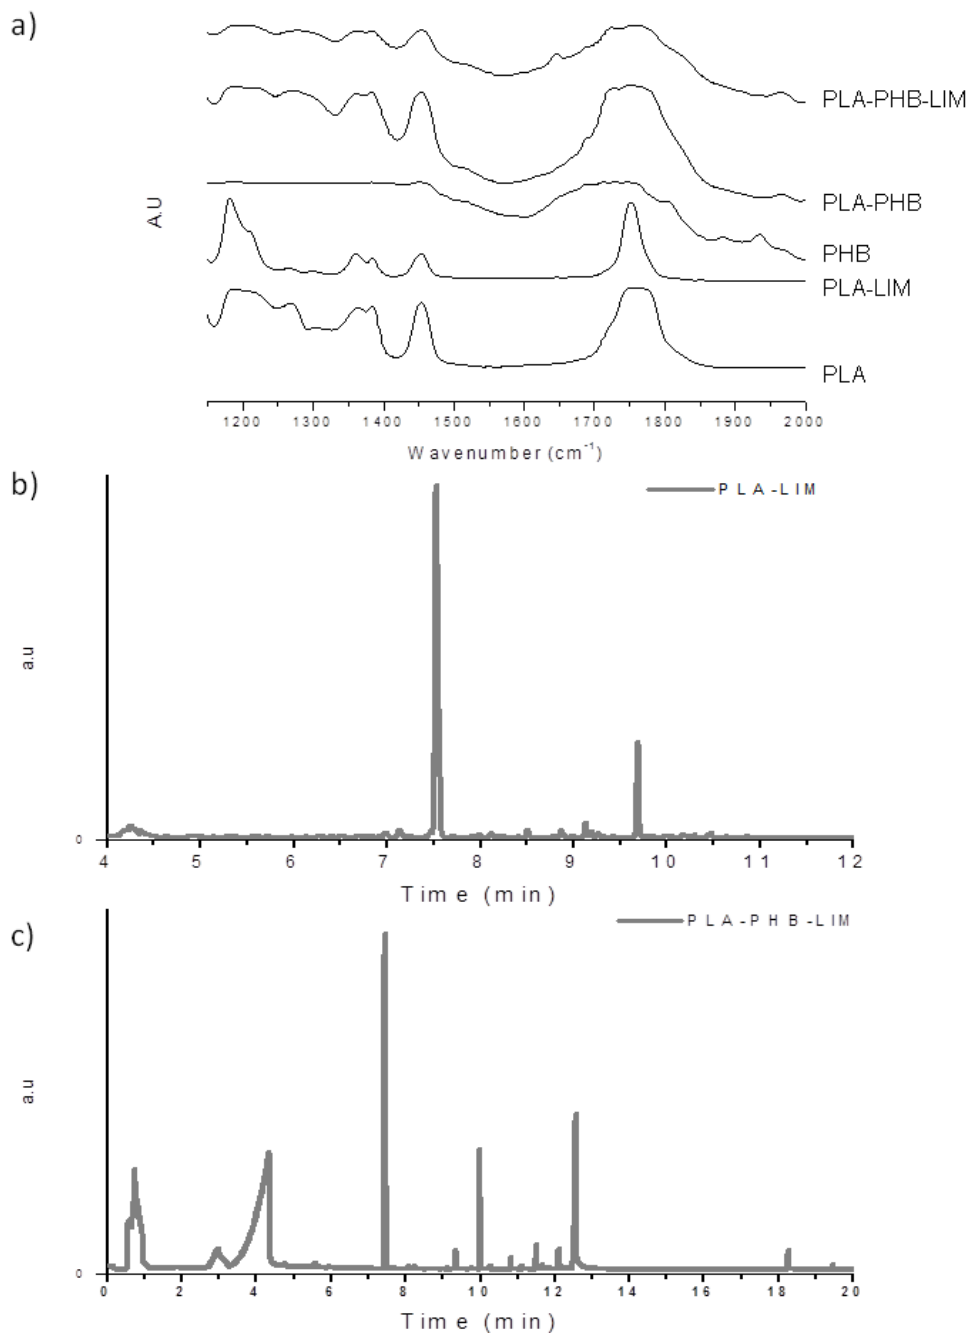 a)
PLA-PHB-LIM
PLA-PHB
PHB
PLA-LIM
PLA
A.U
1200 1300 1400 1500 1600 1700 1800 1900 2000
Wavenumber (cm⁻¹)
b)
PLA-LIM
a.u
0
4 5 6 7 8 9 10 11 12
Time (min)
c)
PLA-PHB-LIM
a.u
0
0 2 4 6 8 10 12 14 16 18 20
Time (min)